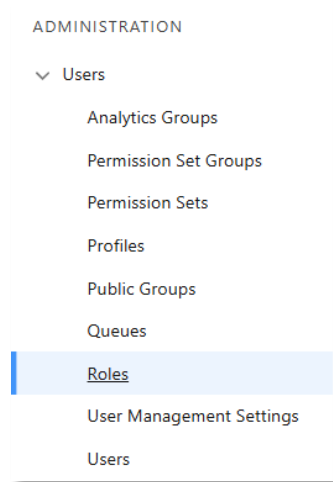 ADMINISTRATION
Users
Analytics Groups
Permission Set Groups
Permission Sets
Profiles
Public Groups
Queues
Roles
User Management Settings
Users